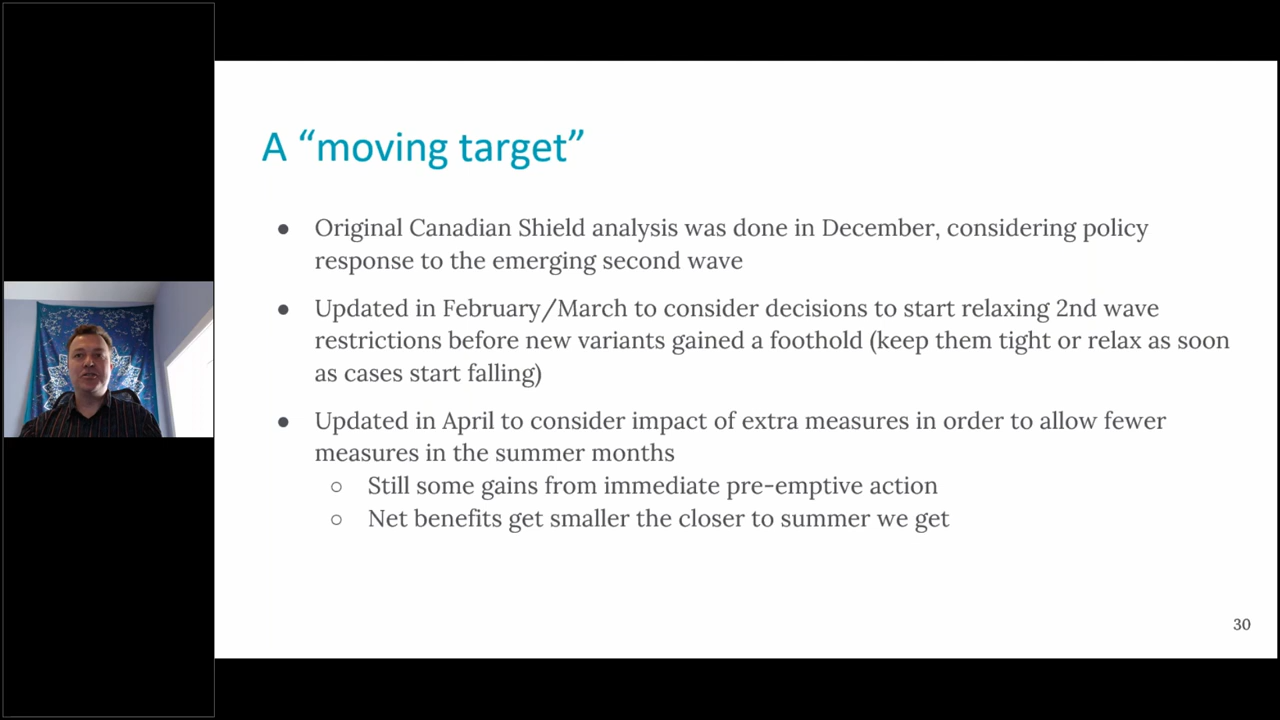 A “moving target”
● Original Canadian Shield analysis was done in December, considering policy
response to the emerging second wave
● Updated in February/March to consider decisions to start relaxing 2nd wave
restrictions before new variants gained a foothold (keep them tight or relax as soon
as cases start falling)
● Updated in April to consider impact of extra measures in order to allow fewer
measures in the summer months
○ Still some gains from immediate pre-emptive action
○ Net benefits get smaller the closer to summer we get
30